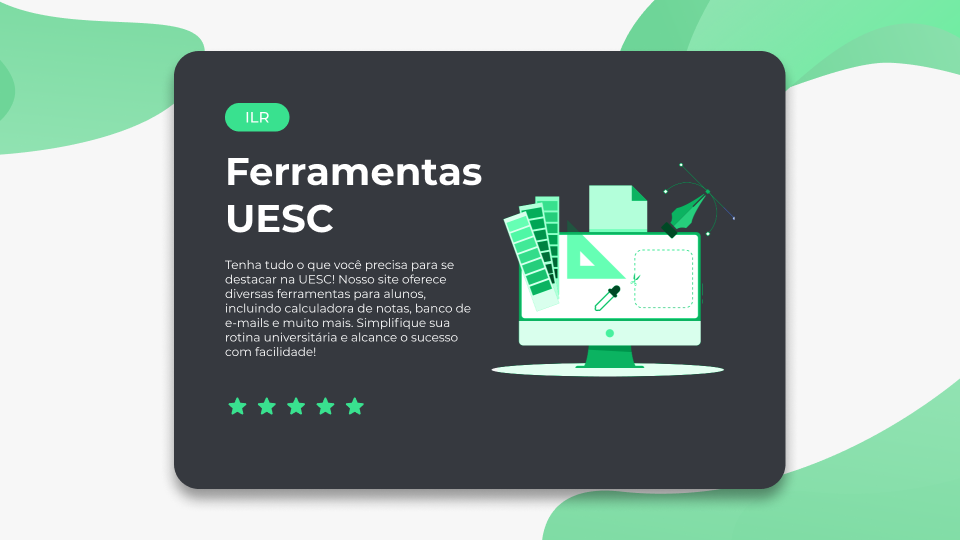 ILR
Ferramentas
UESC
Tenha tudo o que você precisa para se
destacar na UESC! Nosso site oferece
diversas ferramentas para alunos,
incluindo calculadora de notas, banco de
e-mails e muito mais. Simplifique sua
rotina universitária e alcance o sucesso
com facilidade!